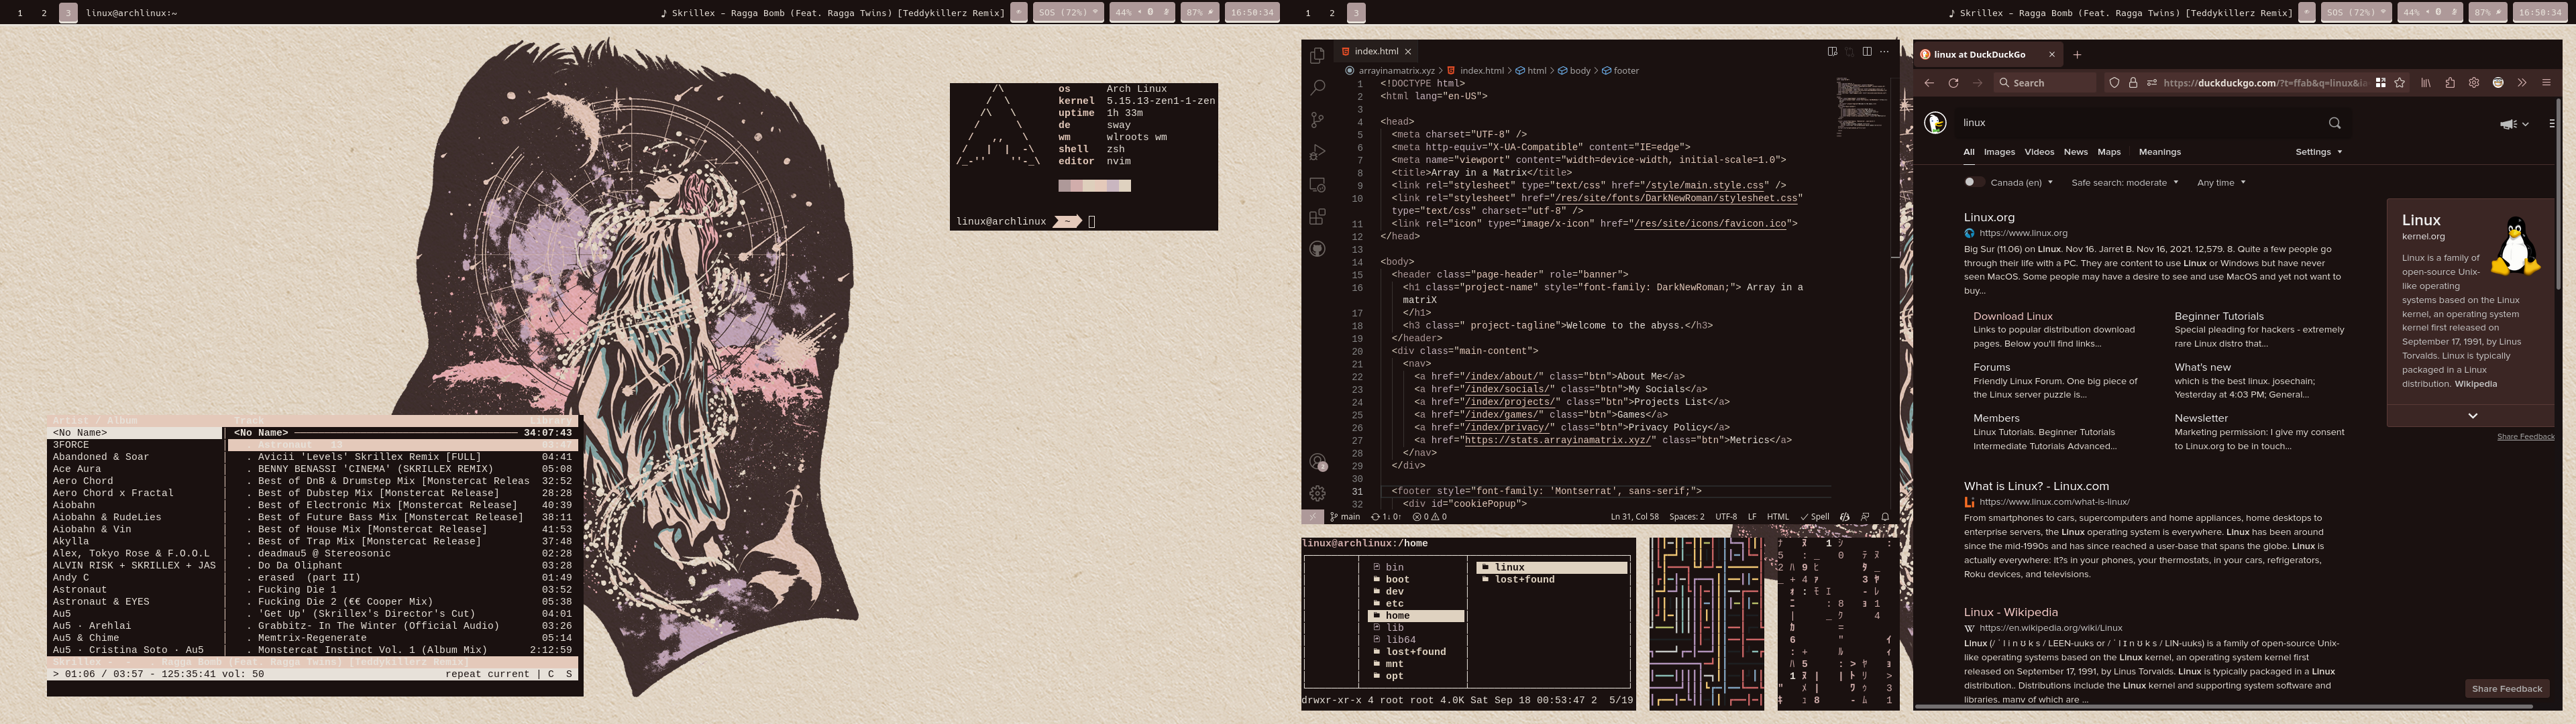 1 2 3 linux@archlinux:~
♪ Skrillex - Ragga Bomb (Feat. Ragga Twins) [Teddykillerz Remix] SOS (72%) 44% 87% 16:50:34
1 2 3
♪ Skrillex - Ragga Bomb (Feat. Ragga Twins) [Teddykillerz Remix] SOS (72%) 44% 87% 16:50:34
os Arch Linux
kernel 5.15.13-zen1-1-zen
uptime 1h 33m
de sway
wm wlroots wm
shell zsh
editor nvim
linux@archlinux ~
Artist / Album Track Library
<No Name> <No Name> 34:07:43
3FORCE
Abandoned & Soar . Avicii 'Levels' Skrillex Remix [FULL] 04:41
Ace Aura . BENNY BENASSI 'CINEMA' (SKRILLEX REMIX) 05:08
Aero Chord . Best of DnB & Drumstep Mix [Monstercat Releas 32:52
Aero Chord x Fractal . Best of Dubstep Mix [Monstercat Release] 28:28
Aiobahn . Best of Electronic Mix [Monstercat Release] 40:39
Aiobahn & RudeLies . Best of Future Bass Mix [Monstercat Release] 38:11
Aiobahn & Vin . Best of House Mix [Monstercat Release] 41:53
Akylla . Best of Trap Mix [Monstercat Release] 37:48
Alex, Tokyo Rose & F.O.O.L . deadmau5 @ Stereosonic 02:28
ALVIN RISK + SKRILLEX + JAS . Do Da Oliphant 03:28
Andy C . erased (part II) 01:49
Astronaut . Fucking Die 1 03:52
Astronaut & EYES . Fucking Die 2 (€€ Cooper Mix) 05:38
Au5 . 'Get Up' (Skrillex's Director's Cut) 04:01
Au5 · Arehlai . Grabbitz- In The Winter (Official Audio) 03:26
Au5 & Chime . Memtrix-Regenerate 05:14
Au5 · Cristina Soto · Au5 . Monstercat Instinct Vol. 1 (Album Mix) 2:12:59
Skrillex - Ragga Bomb (Feat. Ragga Twins) [Teddykillerz Remix]
> 01:06 / 03:57 - 125:35:41 vol: 50 repeat current | C S
index.html
arrayinamatrix.xyz > index.html > html > body > footer
1 <!DOCTYPE html>
2 <html lang="en-US">
3
4 <head>
5 <meta charset="UTF-8" />
6 <meta http-equiv="X-UA-Compatible" content="IE=edge">
7 <meta name="viewport" content="width=device-width, initial-scale=1.0">
8 <title>Array in a Matrix</title>
9 <link rel="stylesheet" type="text/css" href="/style/main.style.css" />
10 <link rel="stylesheet" href="/res/site/fonts/DarkNewRoman/stylesheet.css"
type="text/css" charset="utf-8" />
11 <link rel="icon" type="image/x-icon" href="/res/site/icons/favicon.ico">
12 </head>
13
14 <body>
15 <header class="page-header" role="banner">
16 <h1 class="project-name" style="font-family: DarkNewRoman;"> Array in a
matriX
17 </h1>
18 <h3 class=" project-tagline">Welcome to the abyss.</h3>
19 </header>
20 <div class="main-content">
21 <nav>
22 <a href="/index/about/" class="btn">About Me</a>
23 <a href="/index/socials/" class="btn">My Socials</a>
24 <a href="/index/projects/" class="btn">Projects List</a>
25 <a href="/index/games/" class="btn">Games</a>
26 <a href="/index/privacy/" class="btn">Privacy Policy</a>
27 <a href="https://stats.arrayinamatrix.xyz/" class="btn">Metrics</a>
28 </nav>
29 </div>
30
31 <footer style="font-family: 'Montserrat', sans-serif;">
32 <div id="cookiePopup">
main 1↓ 0↑ 0 0 Ln 31, Col 58 Spaces: 2 UTF-8 LF HTML Spell
linux@archlinux:/home
bin linux
boot lost+found
dev
etc
home
lib
lib64
lost+found
mnt
opt
drwxr-xr-x 4 root root 4.0K Sat Sep 18 00:53:47 2 5/19
linux at DuckDuckGo
Search https://duckduckgo.com/?t=ffab&q=linux&ia
linux
All Images Videos News Maps Meanings Settings
Canada (en) Safe search: moderate Any time
Linux.org
https://www.linux.org
Big Sur (11.06) on Linux. Nov 16. Jarret B. Nov 16, 2021. 12,579. 8. Quite a few people go
through their life with a PC. They are content to use Linux or Windows but have never
seen MacOS. Some people may have a desire to see and use MacOS and yet not want to
buy...
Download Linux
Links to popular distribution download
pages. Below you'll find links...
Beginner Tutorials
Special pleading for hackers - extremely
rare Linux distro that...
Forums
Friendly Linux Forum. One big piece of
the Linux server puzzle is...
What's new
which is the best linux. josechain;
Yesterday at 4:03 PM; General...
Members
Linux Tutorials. Beginner Tutorials
Intermediate Tutorials Advanced...
Newsletter
Marketing permission: I give my consent
to Linux.org to be in touch...
What is Linux? - Linux.com
https://www.linux.com/what-is-linux/
From smartphones to cars, supercomputers and home appliances, home desktops to
enterprise servers, the Linux operating system is everywhere. Linux has been around
since the mid-1990s and has since reached a user-base that spans the globe. Linux is
actually everywhere: It?s in your phones, your thermostats, in your cars, refrigerators,
Roku devices, and televisions.
Linux - Wikipedia
https://en.wikipedia.org/wiki/Linux
Linux (/ ˈ l i n ʊ k s / LEEN-uuks or / ˈ l ɪ n ʊ k s / LIN-uuks) is a family of open-source Unix-
like operating systems based on the Linux kernel, an operating system kernel first
released on September 17, 1991, by Linus Torvalds. Linux is typically packaged in a Linux
distribution.. Distributions include the Linux kernel and supporting system software and
libraries, many of which are ...
Linux
kernel.org
Linux is a family of
open-source Unix-
like operating
systems based on the Linux
kernel, an operating system
kernel first released on
September 17, 1991, by Linus
Torvalds. Linux is typically
packaged in a Linux
distribution. Wikipedia
Share Feedback
Share Feedback